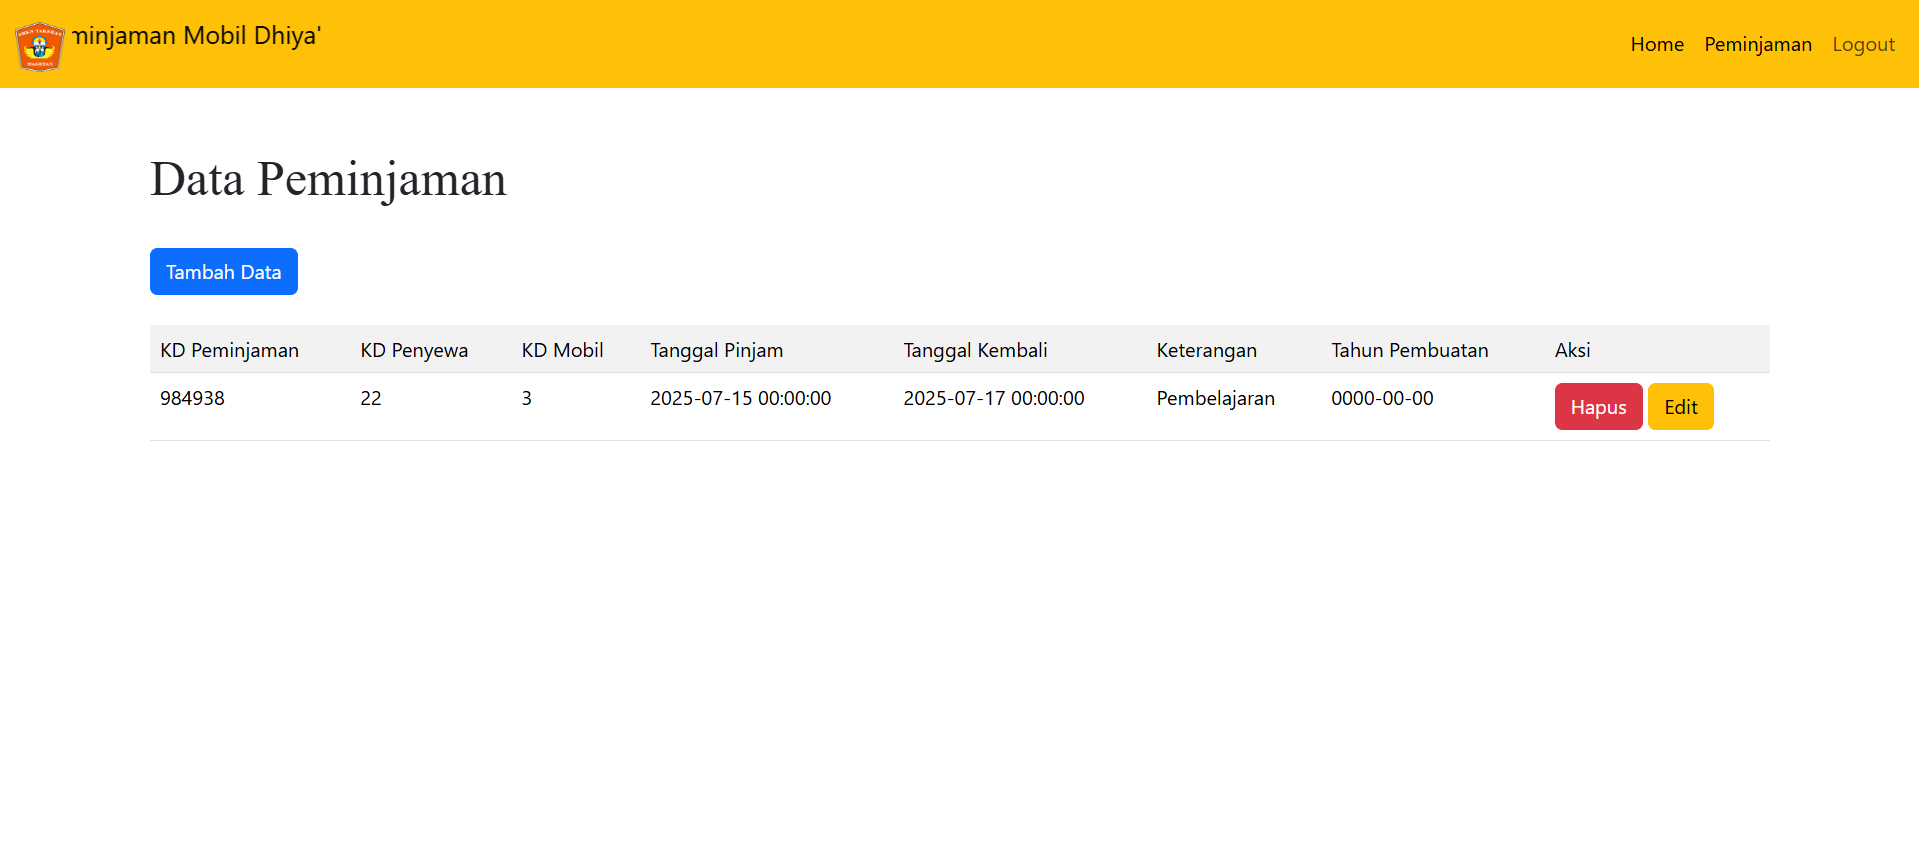 minjaman Mobil Dhiya'
Home Peminjaman Logout
Data Peminjaman
Tambah Data
KD Peminjaman KD Penyewa KD Mobil Tanggal Pinjam Tanggal Kembali Keterangan Tahun Pembuatan Aksi
984938 22 3 2025-07-15 00:00:00 2025-07-17 00:00:00 Pembelajaran 0000-00-00 Hapus Edit